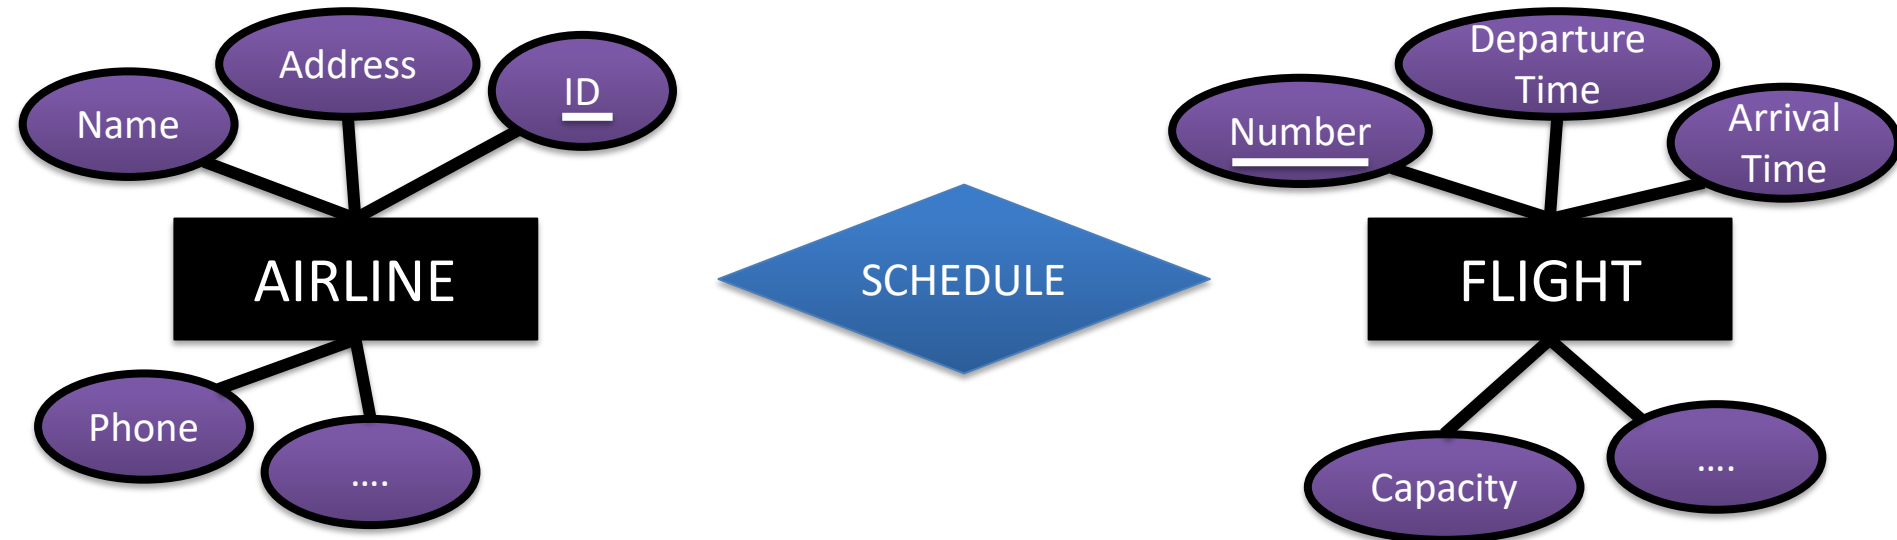 Name
Address
ID
AIRLINE
Phone
....
SCHEDULE
Number
Departure
Time
Arrival
Time
FLIGHT
Capacity
....